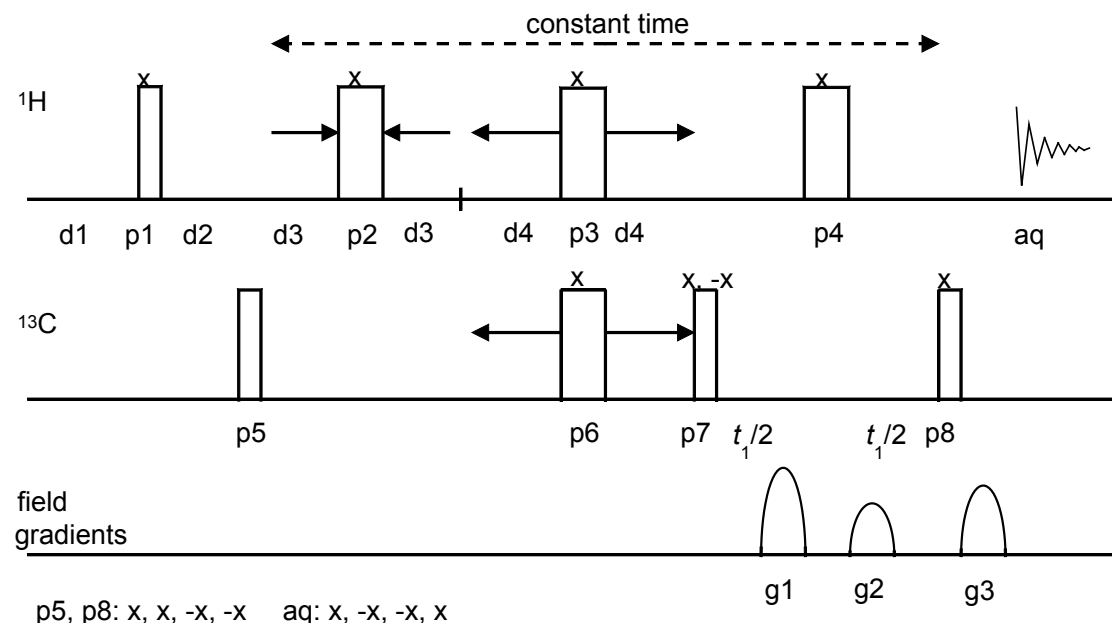 constant time
x x x x
¹H
d1 p1 d2 d3 p2 d3 d4 p3 d4 p4 aq
x x, -x x
¹³C
p5 p6 p7 t₁/2 t₁/2 p8
field
gradients
g1 g2 g3
p5, p8: x, x, -x, -x aq: x, -x, -x, x